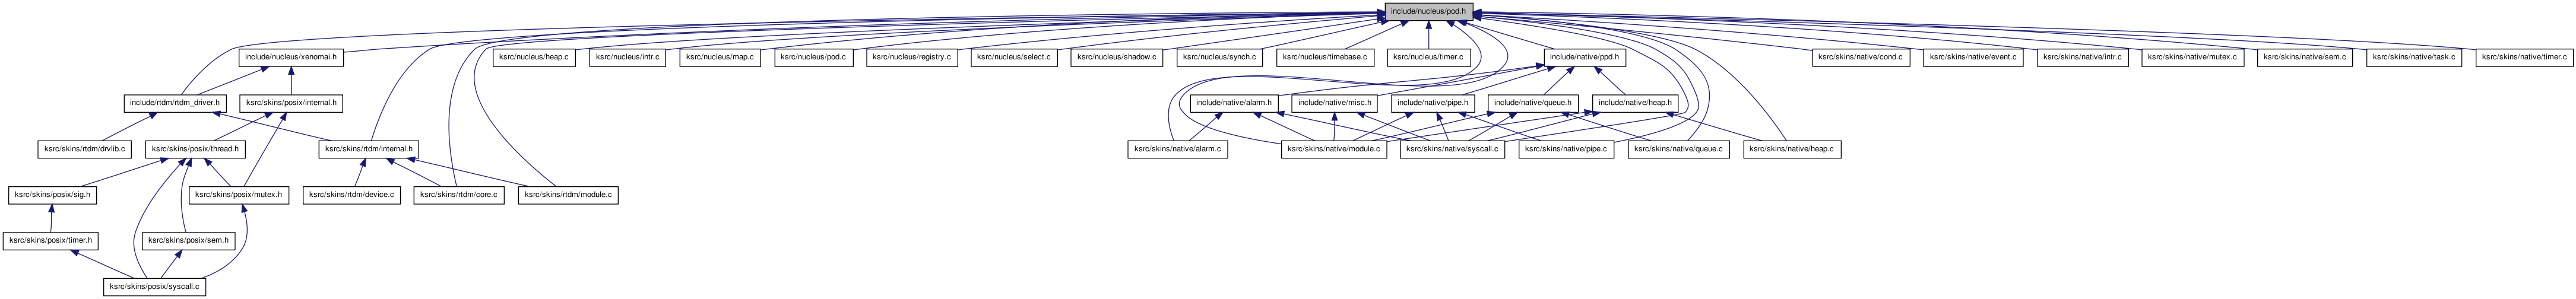 include/nucleus/pod.h
include/nucleus/xenomai.h
ksrc/nucleus/heap.c
ksrc/nucleus/intr.c
ksrc/nucleus/map.c
ksrc/nucleus/pod.c
ksrc/nucleus/registry.c
ksrc/nucleus/select.c
ksrc/nucleus/shadow.c
ksrc/nucleus/synch.c
ksrc/nucleus/timebase.c
ksrc/nucleus/timer.c
include/native/ppd.h
ksrc/skins/native/cond.c
ksrc/skins/native/event.c
ksrc/skins/native/intr.c
ksrc/skins/native/mutex.c
ksrc/skins/native/sem.c
ksrc/skins/native/task.c
ksrc/skins/native/timer.c
include/rtdm/rtdm_driver.h
ksrc/skins/posix/internal.h
include/native/alarm.h
include/native/misc.h
include/native/pipe.h
include/native/queue.h
include/native/heap.h
ksrc/skins/rtdm/drvlib.c
ksrc/skins/posix/thread.h
ksrc/skins/rtdm/internal.h
ksrc/skins/native/alarm.c
ksrc/skins/native/module.c
ksrc/skins/native/syscall.c
ksrc/skins/native/pipe.c
ksrc/skins/native/queue.c
ksrc/skins/native/heap.c
ksrc/skins/posix/sig.h
ksrc/skins/posix/mutex.h
ksrc/skins/rtdm/device.c
ksrc/skins/rtdm/core.c
ksrc/skins/rtdm/module.c
ksrc/skins/posix/timer.h
ksrc/skins/posix/sem.h
ksrc/skins/posix/syscall.c